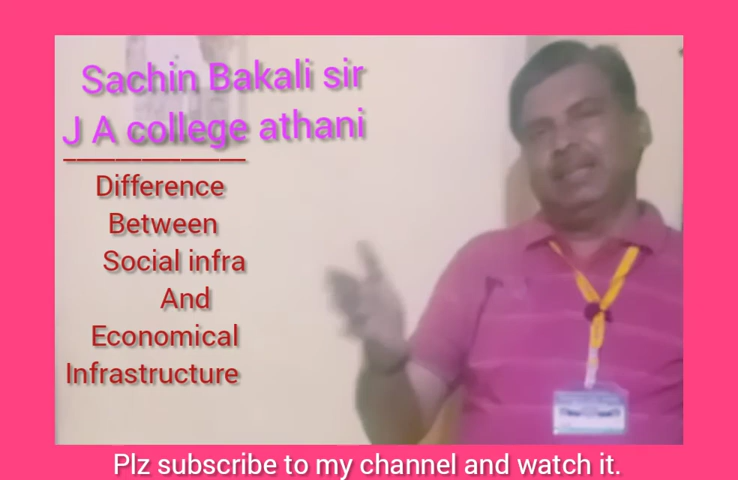 Sachin Bakali sir
J A college athani
Difference
Between
Social infra
And
Economical
Infrastructure
Plz subscribe to my channel and watch it.